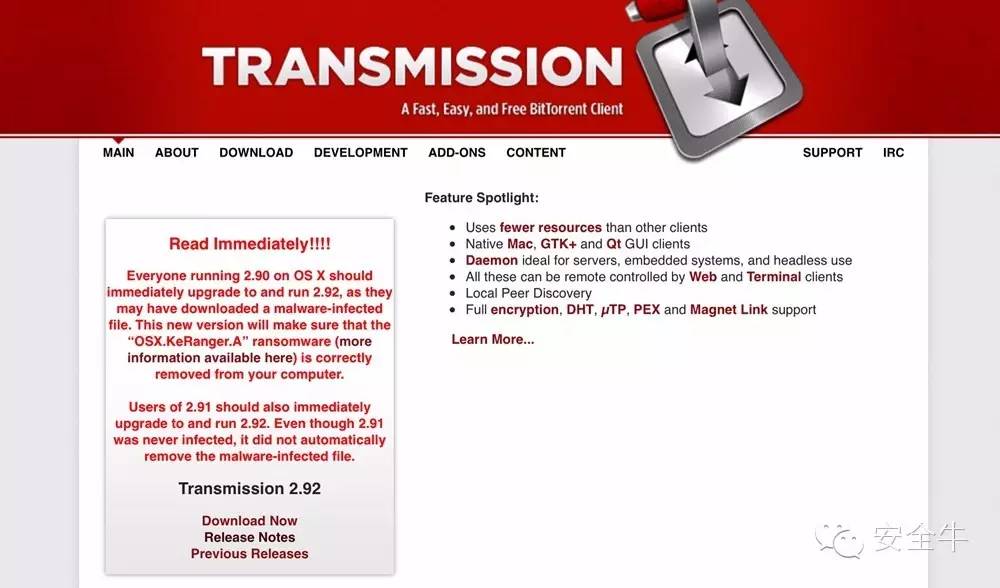 TRANSMISSION
A Fast, Easy, and Free BitTorrent Client
MAIN ABOUT DOWNLOAD DEVELOPMENT ADD-ONS CONTENT SUPPORT IRC
Read Immediately!!!!
Everyone running 2.90 on OS X should
immediately upgrade to and run 2.92, as they
may have downloaded a malware-infected
file. This new version will make sure that the
“OSX.KeRanger.A” ransomware (more
information available here) is correctly
removed from your computer.
Users of 2.91 should also immediately
upgrade to and run 2.92. Even though 2.91
was never infected, it did not automatically
remove the malware-infected file.
Transmission 2.92
Download Now
Release Notes
Previous Releases
Feature Spotlight:
• Uses fewer resources than other clients
• Native Mac, GTK+ and Qt GUI clients
• Daemon ideal for servers, embedded systems, and headless use
• All these can be remote controlled by Web and Terminal clients
• Local Peer Discovery
• Full encryption, DHT, µTP, PEX and Magnet Link support
Learn More...
安全牛